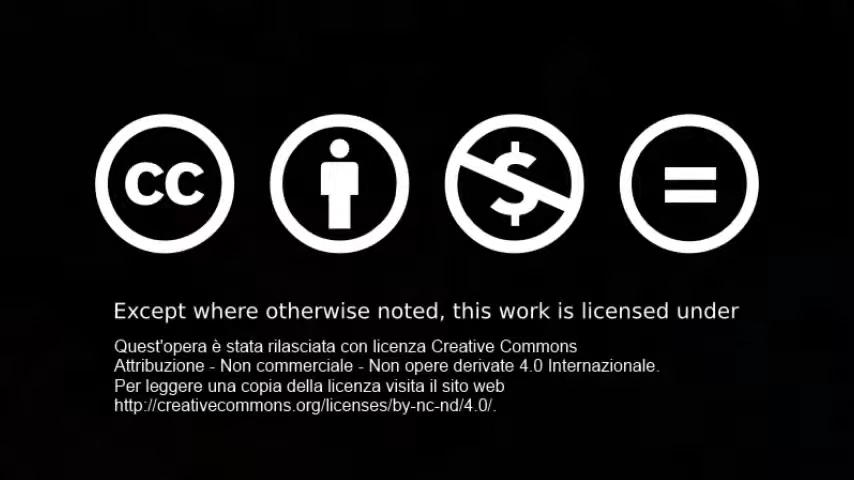 cc
Except where otherwise noted, this work is licensed under
Quest'opera è stata rilasciata con licenza Creative Commons
Attribuzione - Non commerciale - Non opere derivate 4.0 Internazionale.
Per leggere una copia della licenza visita il sito web
http://creativecommons.org/licenses/by-nc-nd/4.0/.